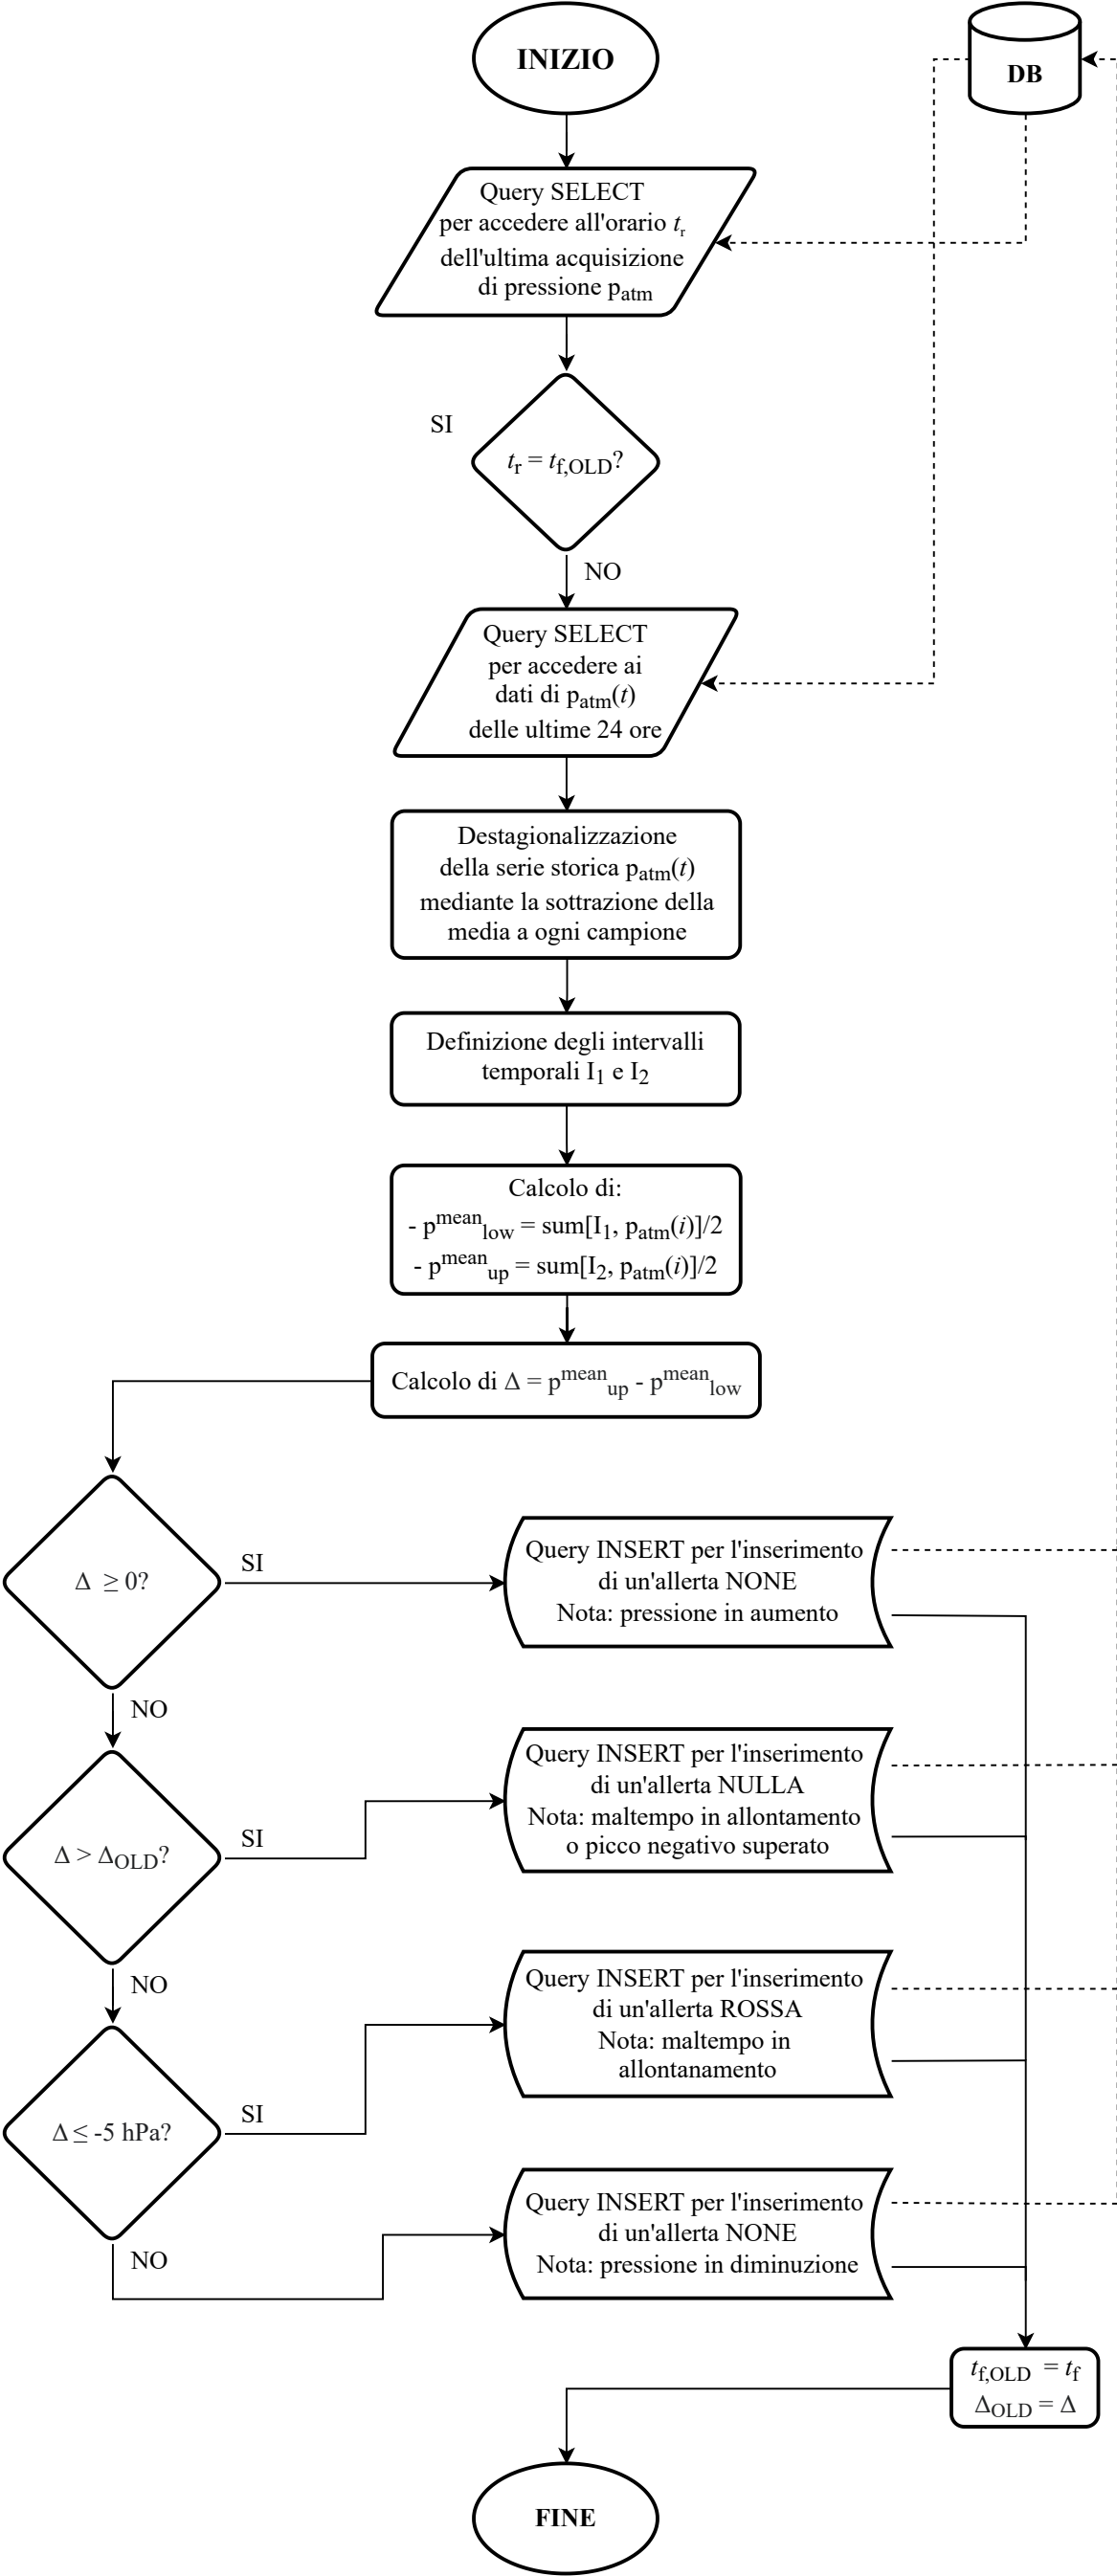 INIZIO
DB
Query SELECT
per accedere all'orario tr
dell'ultima acquisizione
di pressione patm
SI
tr = tf,OLD?
NO
Query SELECT
per accedere ai
dati di patm(t)
delle ultime 24 ore
Destagionalizzazione
della serie storica patm(t)
mediante la sottrazione della
media a ogni campione
Definizione degli intervalli
temporali I1 e I2
Calcolo di:
- pmeanlow = sum[I1, patm(i)]/2
- pmeanup = sum[I2, patm(i)]/2
Calcolo di Δ = pmeanup - pmeanlow
Δ ≥ 0?
SI
Query INSERT per l'inserimento
di un'allerta NONE
Nota: pressione in aumento
NO
Δ > ΔOLD?
SI
Query INSERT per l'inserimento
di un'allerta NULLA
Nota: maltempo in allontamento
o picco negativo superato
NO
Δ ≤ -5 hPa?
SI
Query INSERT per l'inserimento
di un'allerta ROSSA
Nota: maltempo in
allontanamento
NO
Query INSERT per l'inserimento
di un'allerta NONE
Nota: pressione in diminuzione
tf,OLD = tf
ΔOLD = Δ
FINE